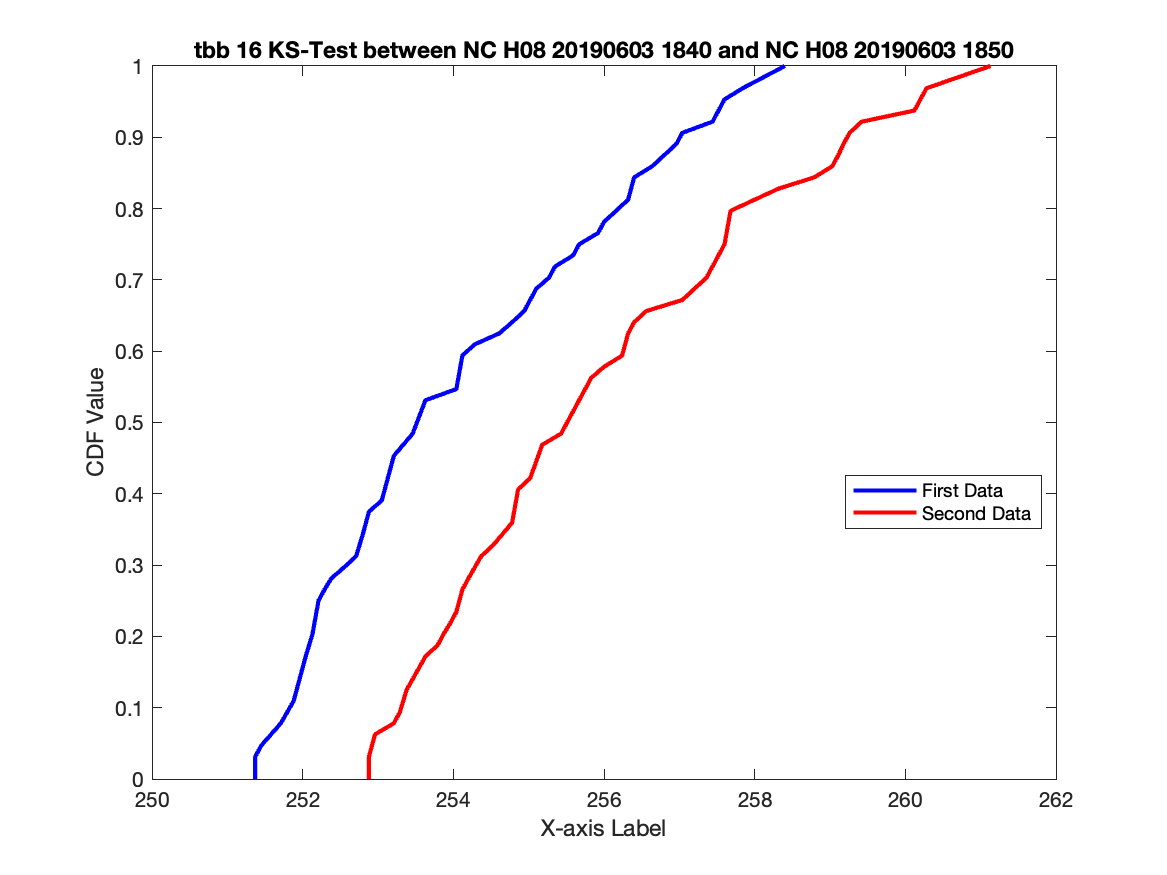 tbb 16 KS-Test between NC H08 20190603 1840 and NC H08 20190603 1850
1
0.9
0.8
0.7
0.6
0.5
0.4
0.3
0.2
0.1
0
CDF Value
First Data
Second Data
250 252 254 256 258 260 262
X-axis Label